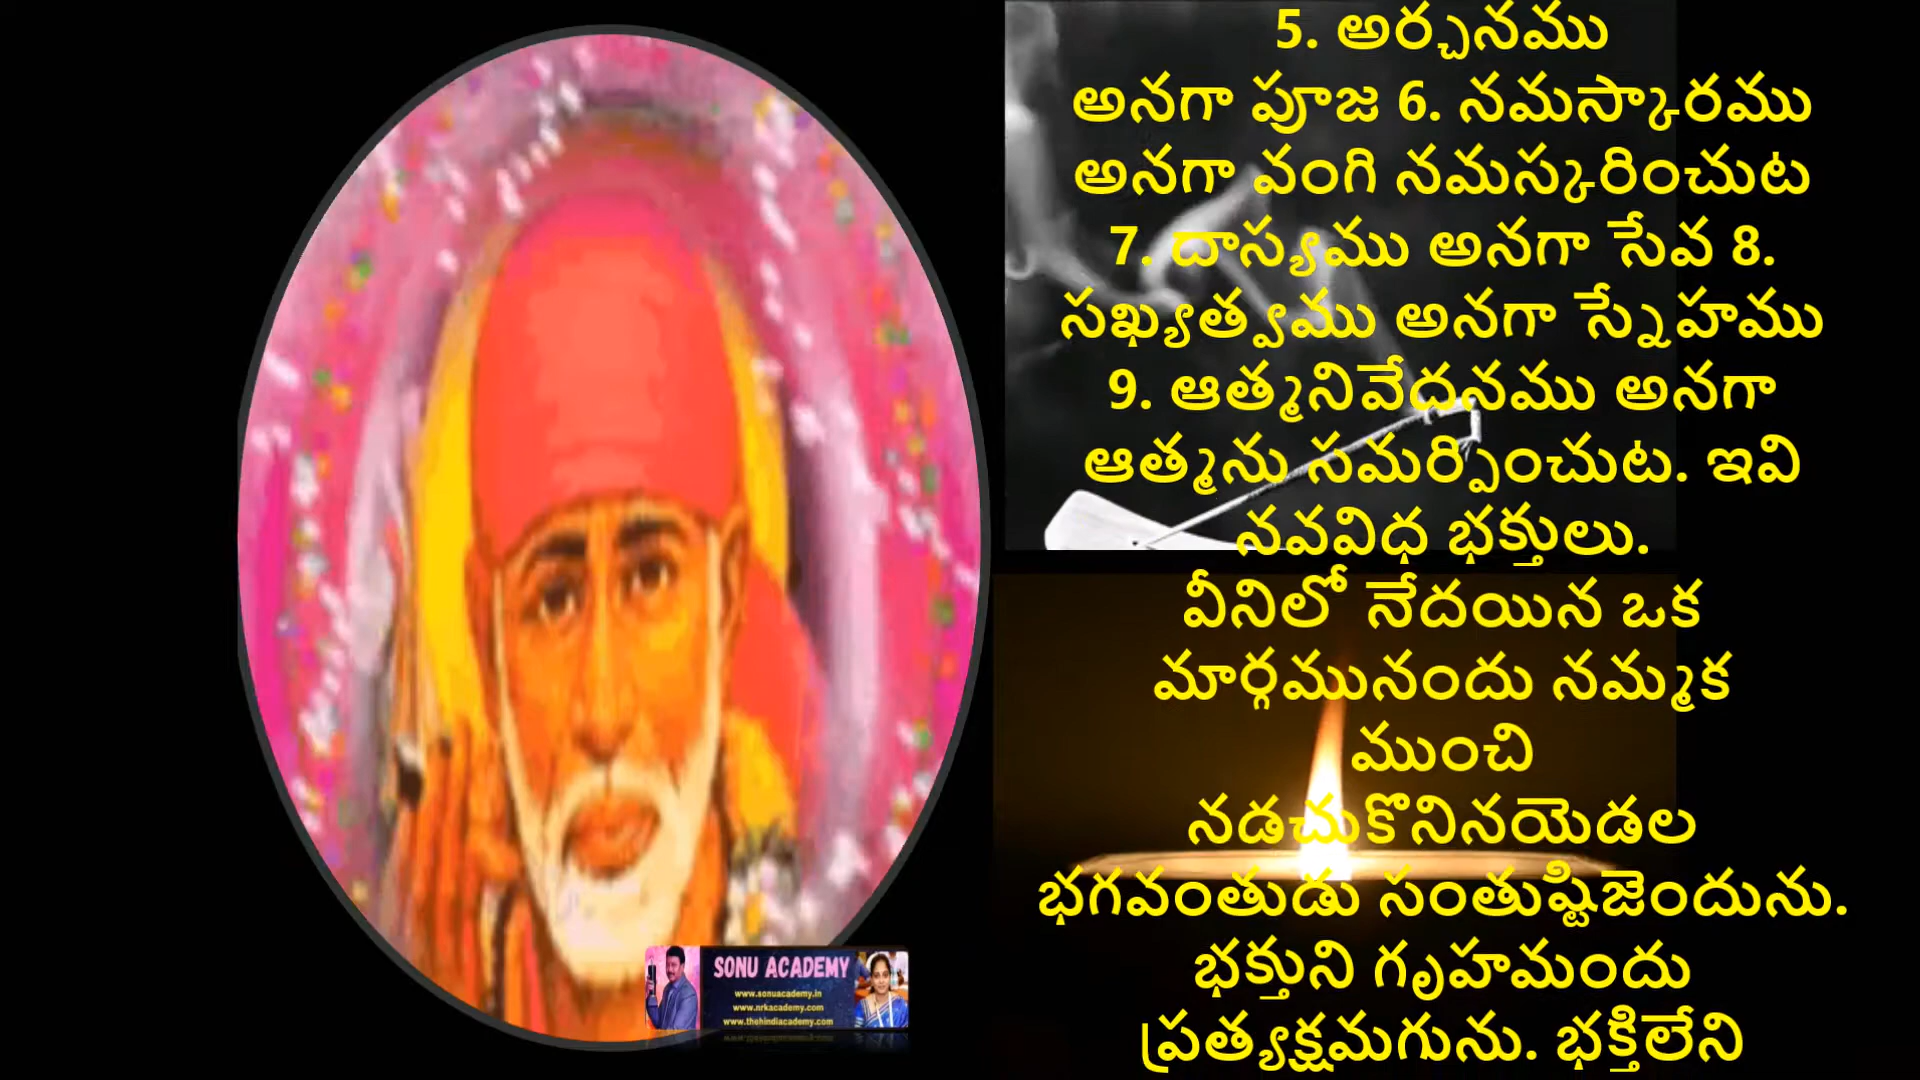 5. అర్చనము
అనగా పూజ 6. నమస్కారము
అనగా వంగి నమస్కరించుట
7. దాస్యము అనగా సేవ 8.
సఖ్యత్వము అనగా స్నేహము
9. ఆత్మనివేదనము అనగా
ఆత్మను సమర్పించుట. ఇవి
నవవిధ భక్తులు.
వీనిలో నేదయిన ఒక
మార్గమునందు నమ్మక
ముంచి
నడచుకొనినయెడల
భగవంతుడు సంతుష్టిజెందును.
భక్తుని గృహమందు
ప్రత్యక్షమగును. భక్తిలేని
SONU ACADEMY
www.sonuacademy.in
www.nrkacademy.com
www.thehindiacademy.com